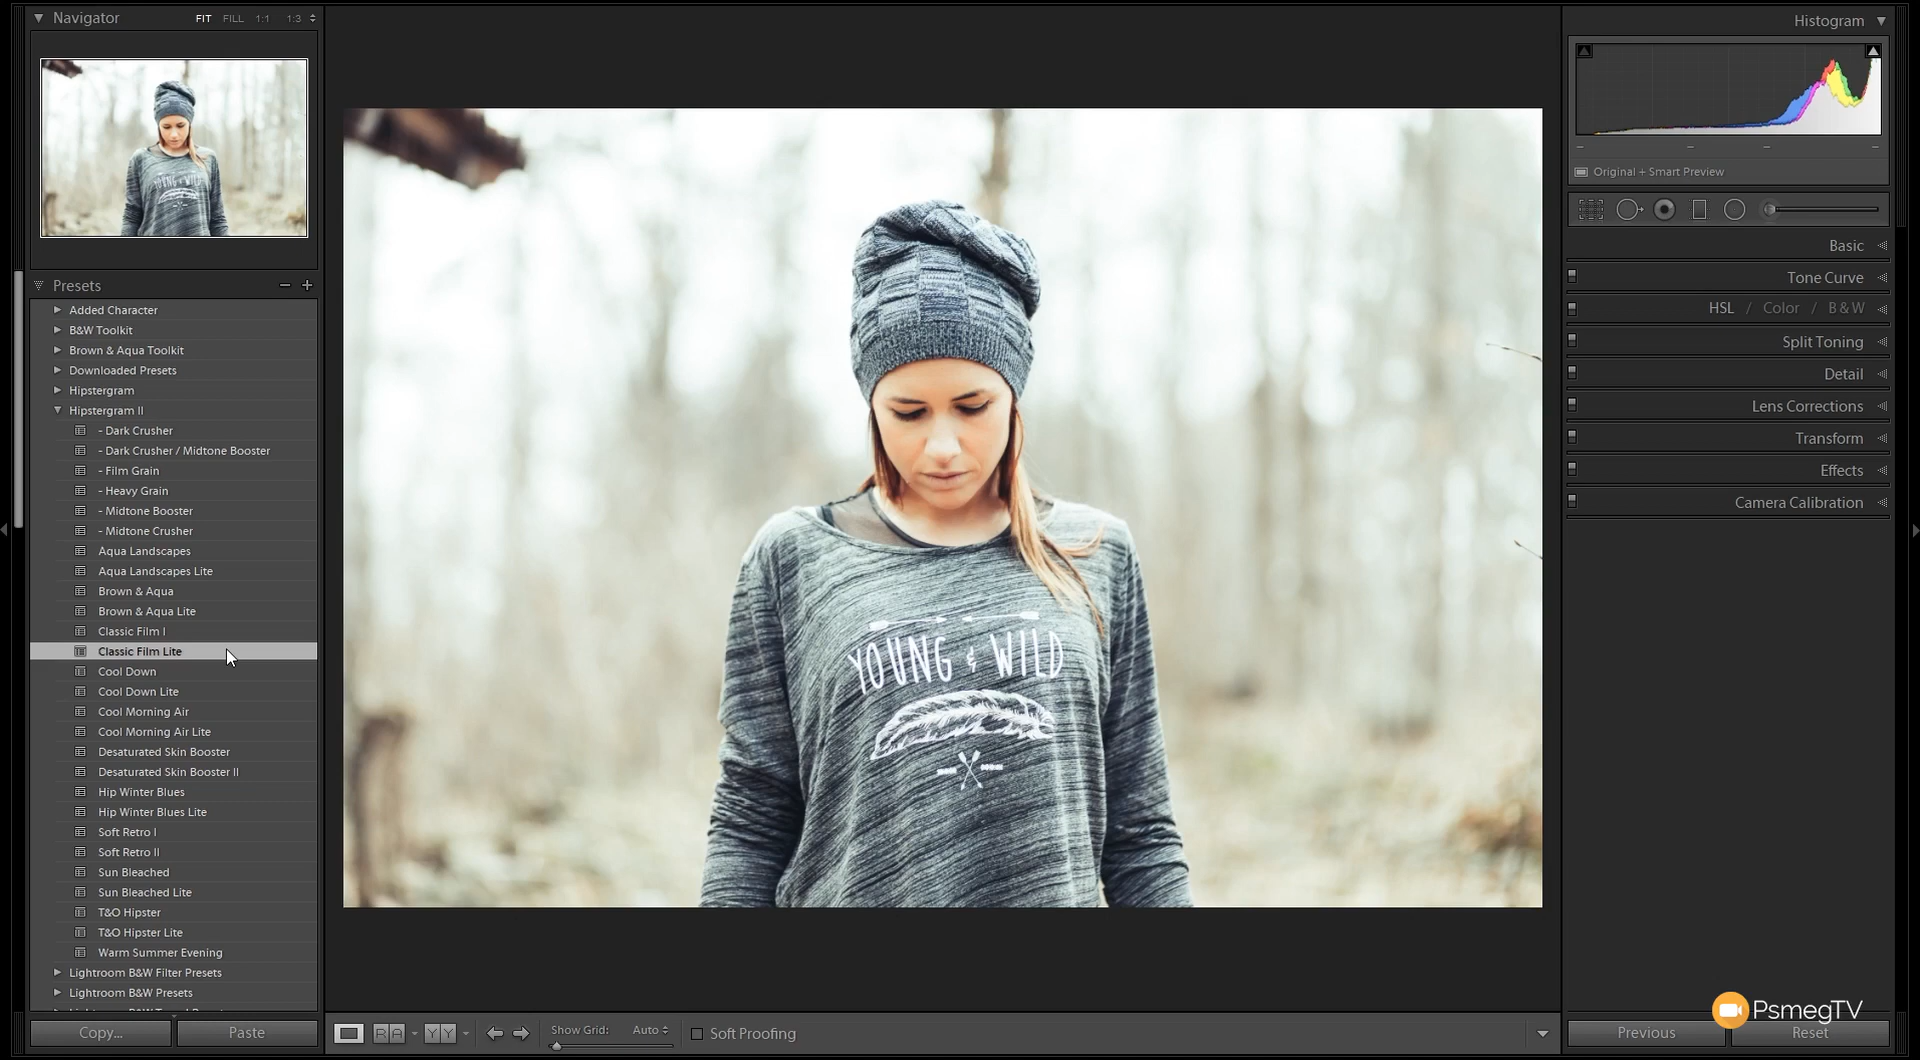 Navigator
FIT FILL 1:1 1:3
Presets
Added Character
B&W Toolkit
Brown & Aqua Toolkit
Downloaded Presets
Hipstergram
Hipstergram II
- Dark Crusher
- Dark Crusher / Midtone Booster
- Film Grain
- Heavy Grain
- Midtone Booster
- Midtone Crusher
Aqua Landscapes
Aqua Landscapes Lite
Brown & Aqua
Brown & Aqua Lite
Classic Film I
Classic Film Lite
Cool Down
Cool Down Lite
Cool Morning Air
Cool Morning Air Lite
Desaturated Skin Booster
Desaturated Skin Booster II
Hip Winter Blues
Hip Winter Blues Lite
Soft Retro I
Soft Retro II
Sun Bleached
Sun Bleached Lite
T&O Hipster
T&O Hipster Lite
Warm Summer Evening
Lightroom B&W Filter Presets
Lightroom B&W Presets
Copy...
Paste
YOUNG & WILD
RA
YY
Show Grid: Auto
Soft Proofing
Histogram
Original + Smart Preview
Basic
Tone Curve
HSL / Color / B & W
Split Toning
Detail
Lens Corrections
Transform
Effects
Camera Calibration
PsmegTV
Previous
Reset